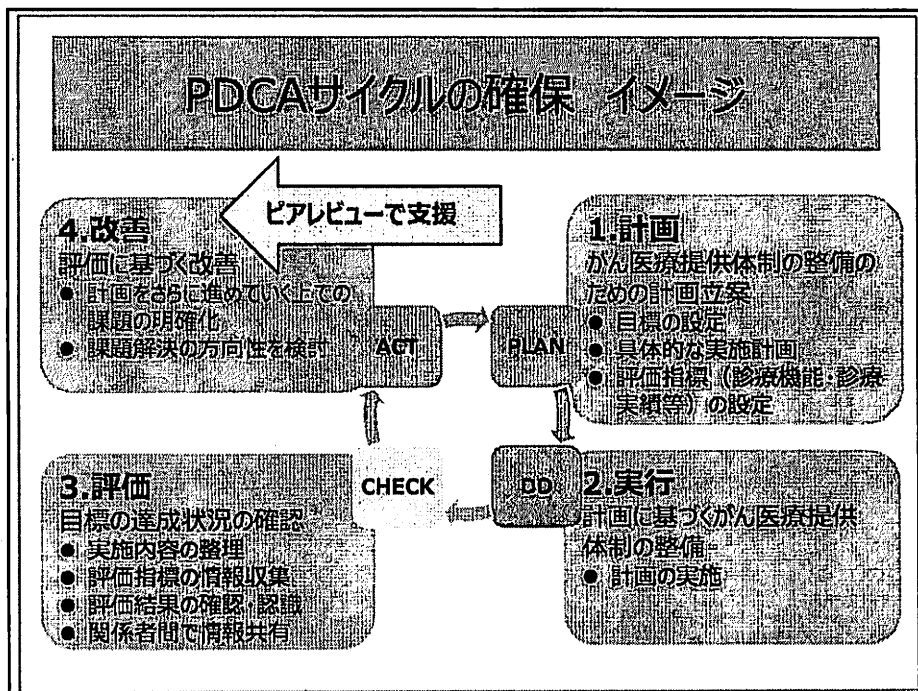 PDCAサイクルの確保 イメージ
ピアレビューで支援
4.改善
評価に基づく改善
● 計画をさらに進めていく上での
課題の明確化
● 課題解決の方向性を検討
ACT
1.計画
がん医療提供体制の整備の
ための計画立案
● 目標の設定
● 具体的な実施計画
● 評価指標（診療機能・診療
実績等）の設定
PLAN
3.評価
目標の達成状況の確認
● 実施内容の整理
● 評価指標の情報収集
● 評価結果の確認・認識
● 関係者間で情報共有
CHECK
DO
2.実行
計画に基づくがん医療提供
体制の整備
● 計画の実施